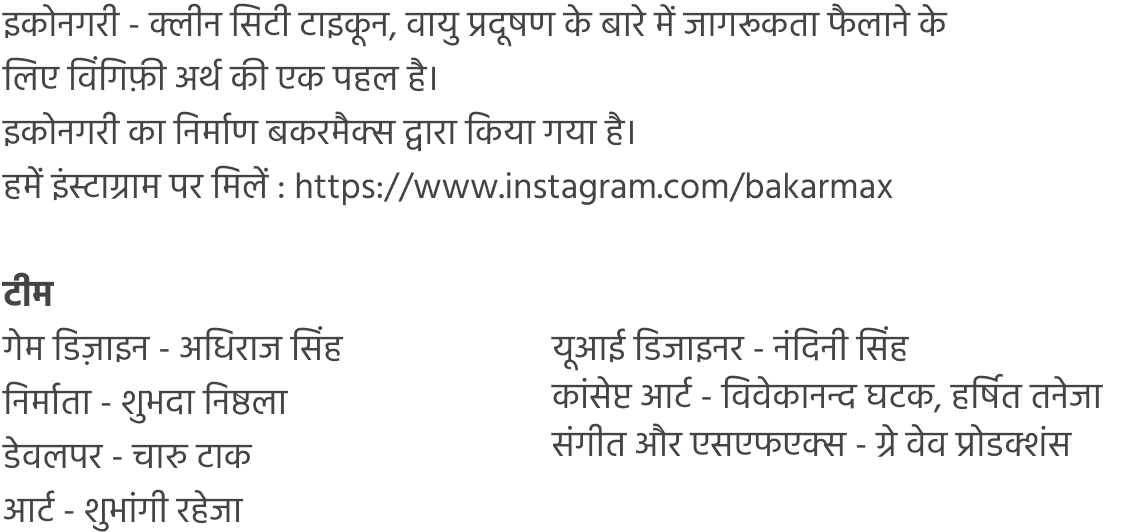 इकोनगरी - क्लीन सिटी टाइकून, वायु प्रदूषण के बारे में जागरूकता फैलाने के
लिए विंगिफ़ी अर्थ की एक पहल है।
इकोनगरी का निर्माण बकरमैक्स द्वारा किया गया है।
हमें इंस्टाग्राम पर मिलें : https://www.instagram.com/bakarmax
टीम
गेम डिज़ाइन - अधिराज सिंह
निर्माता - शुभदा निष्ठला
डेवलपर - चारु टाक
आर्ट - शुभांगी रहेजा
यूआई डिजाइनर - नंदिनी सिंह
कांसेप्ट आर्ट - विवेकानन्द घटक, हर्षित तनेजा
संगीत और एसएफएक्स - ग्रे वेव प्रोडक्शंस